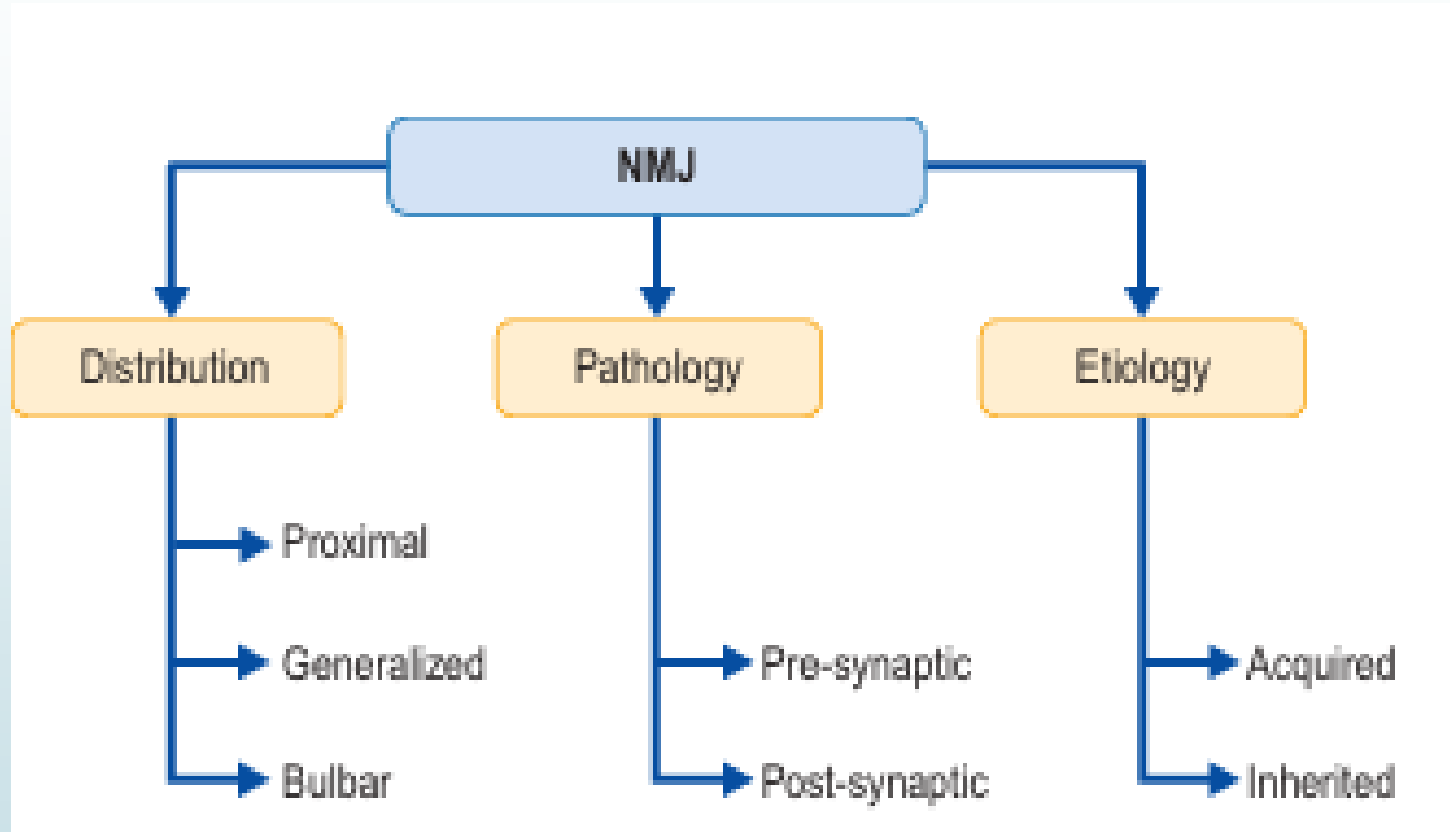 NMJ
Distribution
Pathology
Etiology
Proximal
Generalized
Bulbar
Pre-synaptic
Post-synaptic
Acquired
Inherited